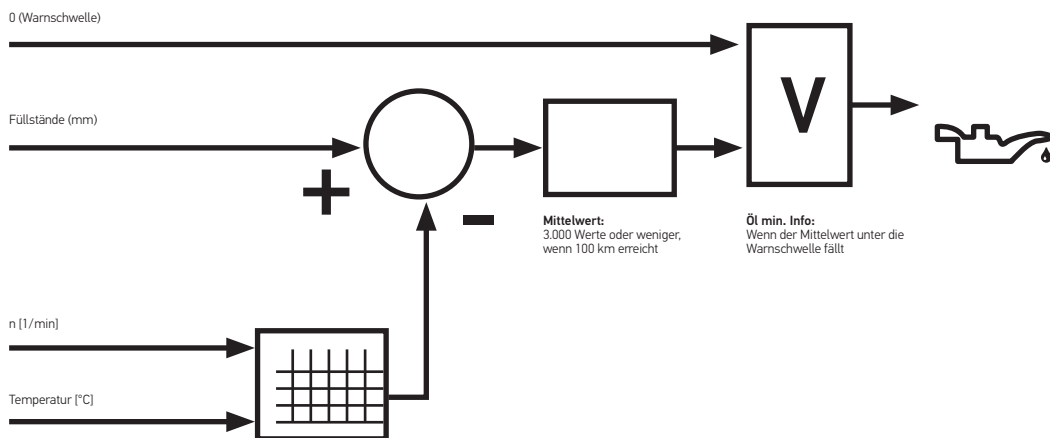 0 (Warnschwelle)
Füllstände (mm)
V
Mittelwert:
3.000 Werte oder weniger,
wenn 100 km erreicht
Öl min. Info:
Wenn der Mittelwert unter die
Warnschwelle fällt
n [1/min]
Temperatur [°C]